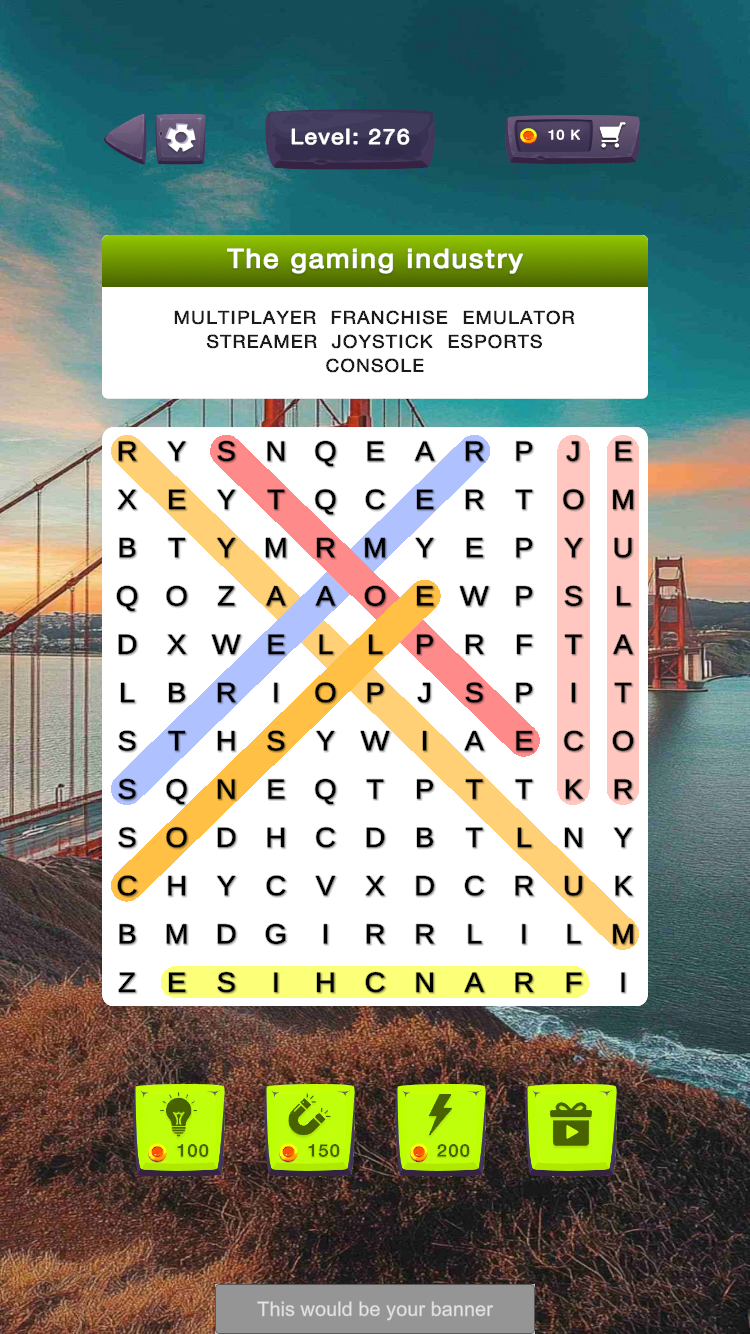 Level: 276
10 K
The gaming industry
MULTIPLAYER FRANCHISE EMULATOR
STREAMER JOYSTICK ESPORTS
CONSOLE
R Y S N Q E A R P J E
X E Y T Q C E R T O M
B T Y M R M Y E P Y U
Q O Z A A O E W P S L
D X W E L L P R F T A
L B R I O P J S P I T
S T H S Y W I A E C O
S Q N E Q T P T T K R
S O D H C D B T L N Y
C H Y C V X D C R U K
B M D G I R R L I L M
Z E S I H C N A R F I
100 150 200
This would be your banner